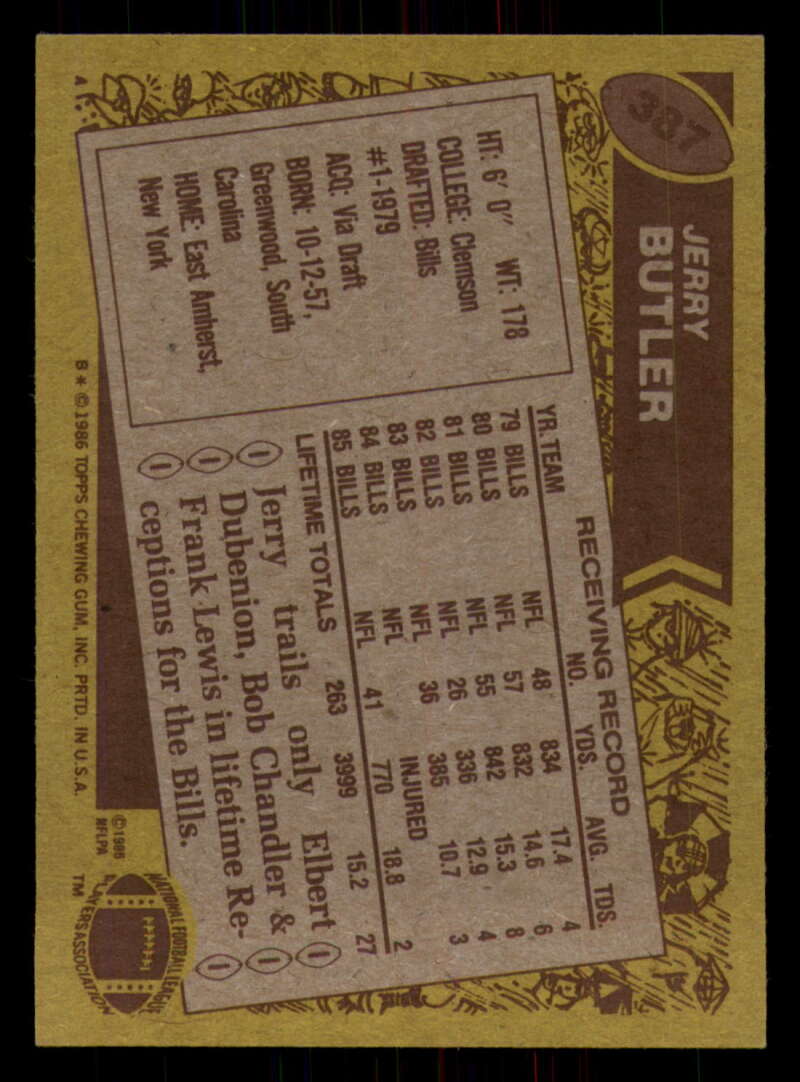 387
JERRY
BUTLER
HT: 6' 0" WT: 178
COLLEGE: Clemson
DRAFTED: Bills
#1-1979
ACQ: Via Draft
BORN: 10-12-57,
Greenwood, South
Carolina
HOME: East Amherst,
New York
RECEIVING RECORD
YR. TEAM NO. YDS. AVG. TDS.
79 BILLS NFL 48 834 17.4 4
80 BILLS NFL 57 832 14.6 6
81 BILLS NFL 55 842 15.3 8
82 BILLS NFL 26 336 12.9 4
83 BILLS NFL 36 385 10.7 3
84 BILLS NFL INJURED
85 BILLS NFL 41 770 18.8 2
LIFETIME TOTALS 263 3999 15.2 27
Jerry trails only Elbert
Dubenion, Bob Chandler &
Frank Lewis in lifetime Re-
ceptions for the Bills.
A
B * © 1986 TOPPS CHEWING GUM, INC. PRTD. IN U.S.A.
© 1986
NFLPA
NATIONAL FOOTBALL LEAGUE
PLAYERS ASSOCIATION
TM